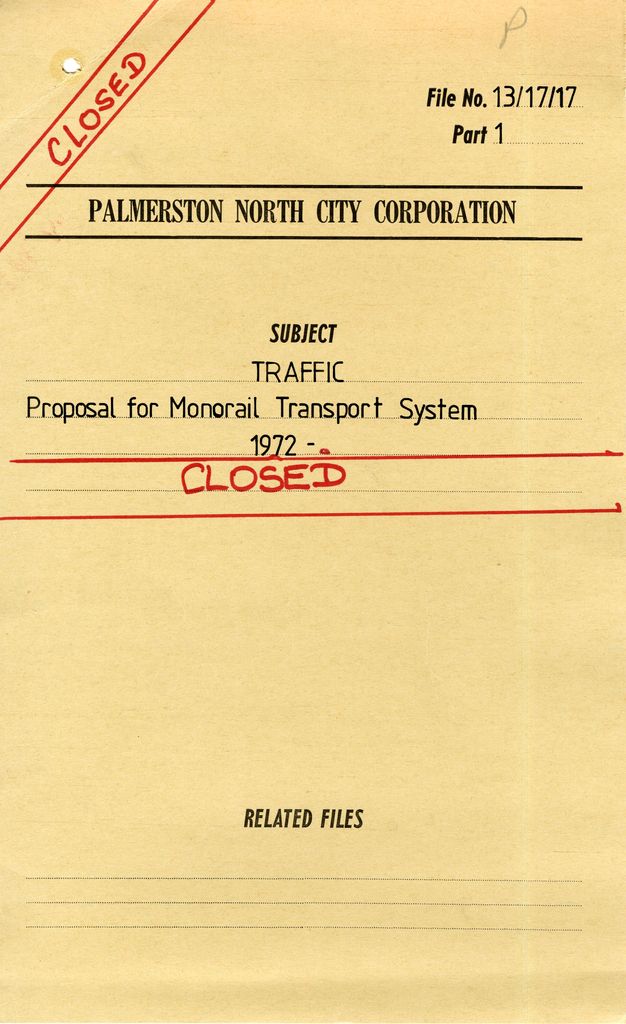 P
CLOSED
File No. 13/17/17
Part 1
PALMERSTON NORTH CITY CORPORATION
SUBJECT
TRAFFIC
Proposal for Monorail Transport System
1972 -
CLOSED
RELATED FILES